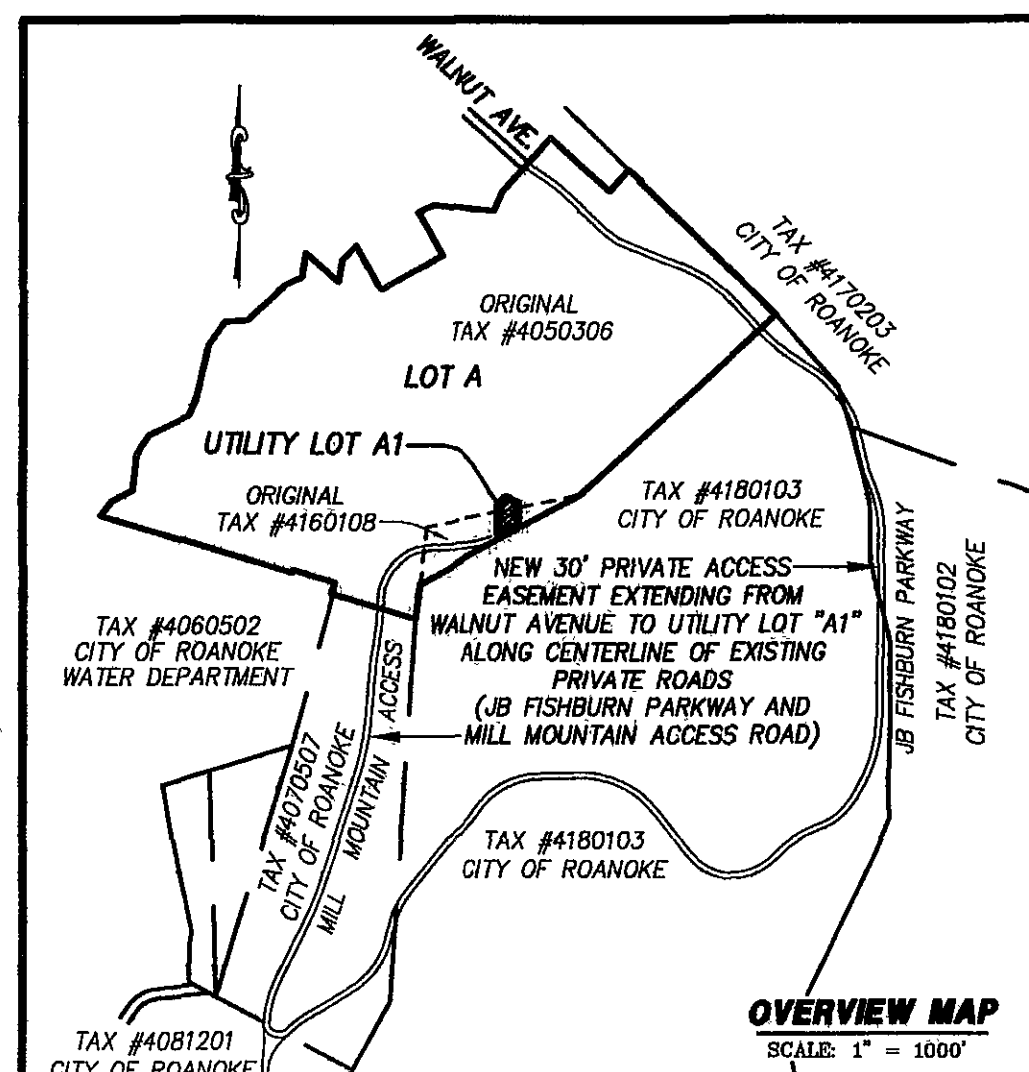 WALNUT AVE.
TAX #4170203
CITY OF ROANOKE
ORIGINAL
TAX #4050306
LOT A
UTILITY LOT A1
ORIGINAL
TAX #4160108
TAX #4180103
CITY OF ROANOKE
NEW 30' PRIVATE ACCESS
EASEMENT EXTENDING FROM
WALNUT AVENUE TO UTILITY LOT "A1"
ALONG CENTERLINE OF EXISTING
PRIVATE ROADS
(JB FISHBURN PARKWAY AND
MILL MOUNTAIN ACCESS ROAD)
JB FISHBURN PARKWAY
TAX #4180102
CITY OF ROANOKE
TAX #4060502
CITY OF ROANOKE
WATER DEPARTMENT
TAX #4070507
CITY OF ROANOKE
MILL MOUNTAIN ACCESS
TAX #4180103
CITY OF ROANOKE
TAX #4081201
CITY OF ROANOKE
OVERVIEW MAP
SCALE: 1" = 1000'